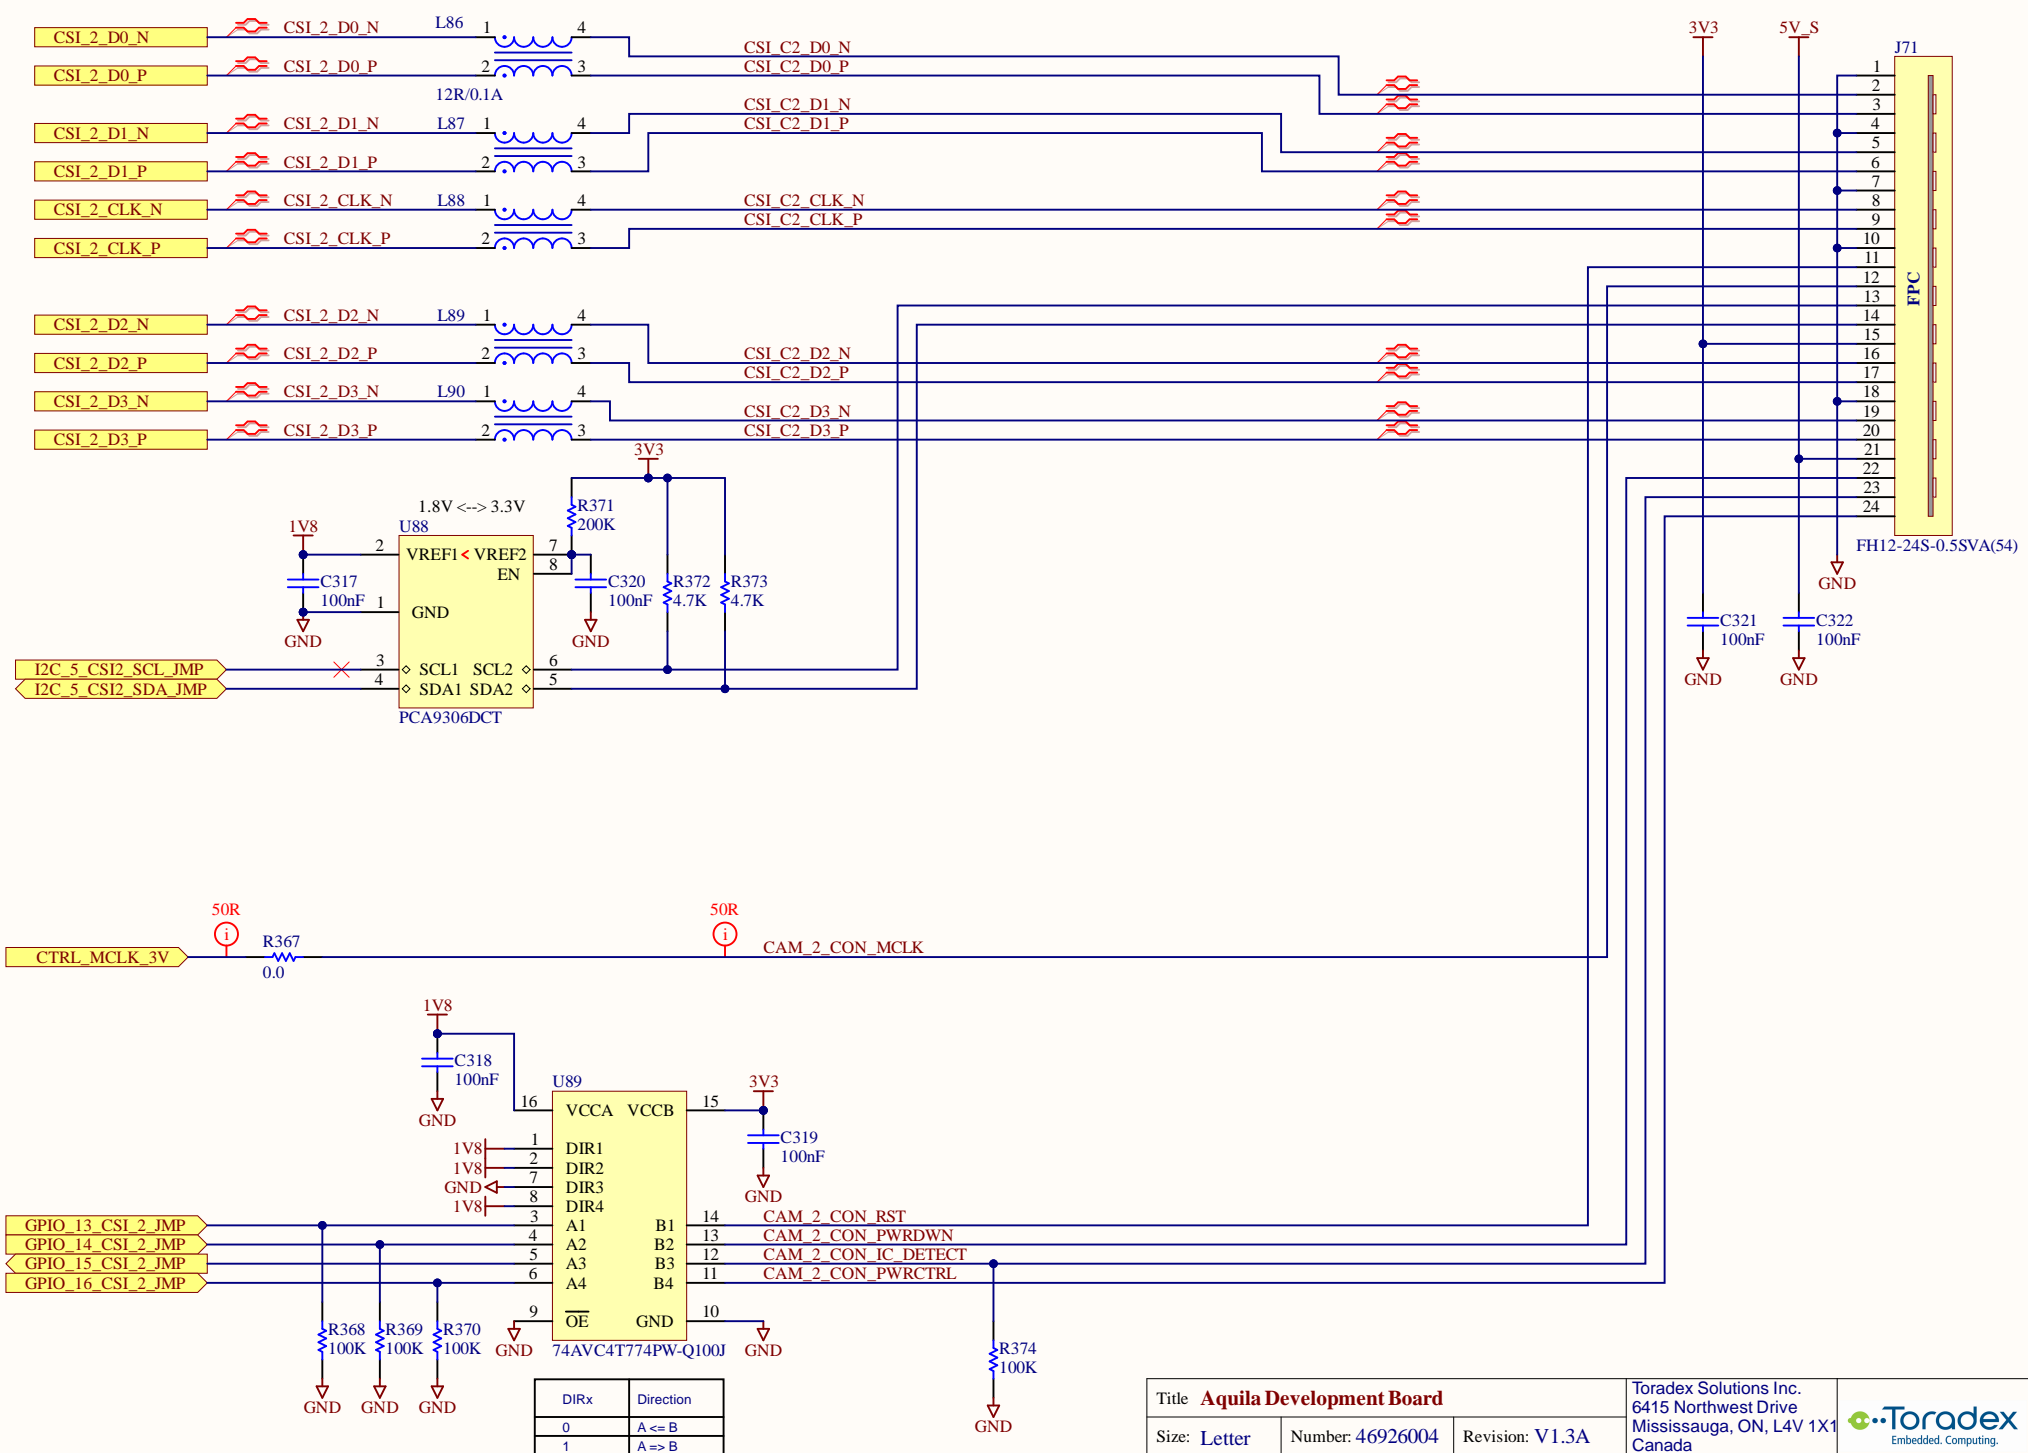 CSI_2_D0_N
CSI_2_D0_N
L86
1
4
CSI_C2_D0_N
CSI_2_D0_P
CSI_2_D0_P
2
3
CSI_C2_D0_P
12R/0.1A
CSI_2_D1_N
CSI_2_D1_N
L87
1
4
CSI_C2_D1_N
CSI_2_D1_P
CSI_2_D1_P
2
3
CSI_C2_D1_P
CSI_2_CLK_N
CSI_2_CLK_N
L88
1
4
CSI_C2_CLK_N
CSI_2_CLK_P
CSI_2_CLK_P
2
3
CSI_C2_CLK_P
CSI_2_D2_N
CSI_2_D2_N
L89
1
4
CSI_C2_D2_N
CSI_2_D2_P
CSI_2_D2_P
2
3
CSI_C2_D2_P
CSI_2_D3_N
CSI_2_D3_N
L90
1
4
CSI_C2_D3_N
CSI_2_D3_P
CSI_2_D3_P
2
3
CSI_C2_D3_P
3V3
5V_S
J71
1
2
3
4
5
6
7
8
9
10
11
12
13
14
15
16
17
18
19
20
21
22
23
24
FPC
FH12-24S-0.5SVA(54)
GND
C321
100nF
GND
C322
100nF
GND
3V3
1.8V <--> 3.3V
R371
200K
1V8
U88
2
VREF1 < VREF2
7
EN
8
C317
100nF
C320
100nF
R372
4.7K
R373
4.7K
1
GND
GND
GND
I2C_5_CSI2_SCL_JMP
3
SCL1
SCL2
6
I2C_5_CSI2_SDA_JMP
4
SDA1
SDA2
5
PCA9306DCT
50R
i
50R
i
CTRL_MCLK_3V
R367
0.0
CAM_2_CON_MCLK
1V8
C318
100nF
GND
U89
3V3
16
VCCA
VCCB
15
C319
100nF
GND
1V8
1
DIR1
1V8
2
DIR2
GND
7
DIR3
1V8
8
DIR4
GPIO_13_CSI_2_JMP
3
A1
B1
14
CAM_2_CON_RST
GPIO_14_CSI_2_JMP
4
A2
B2
13
CAM_2_CON_PWRDWN
GPIO_15_CSI_2_JMP
5
A3
B3
12
CAM_2_CON_IC_DETECT
GPIO_16_CSI_2_JMP
6
A4
B4
11
CAM_2_CON_PWRCTRL
9
OE
GND
10
GND
74AVC4T774PW-Q100J
GND
R368
100K
R369
100K
R370
100K
R374
100K
GND
GND
GND
GND
DIRx
Direction
0
A <= B
1
A => B
Title Aquila Development Board
Size: Letter
Number: 46926004
Revision: V1.3A
Toradex Solutions Inc.
6415 Northwest Drive
Mississauga, ON, L4V 1X1
Canada
Toradex
Embedded. Computing.